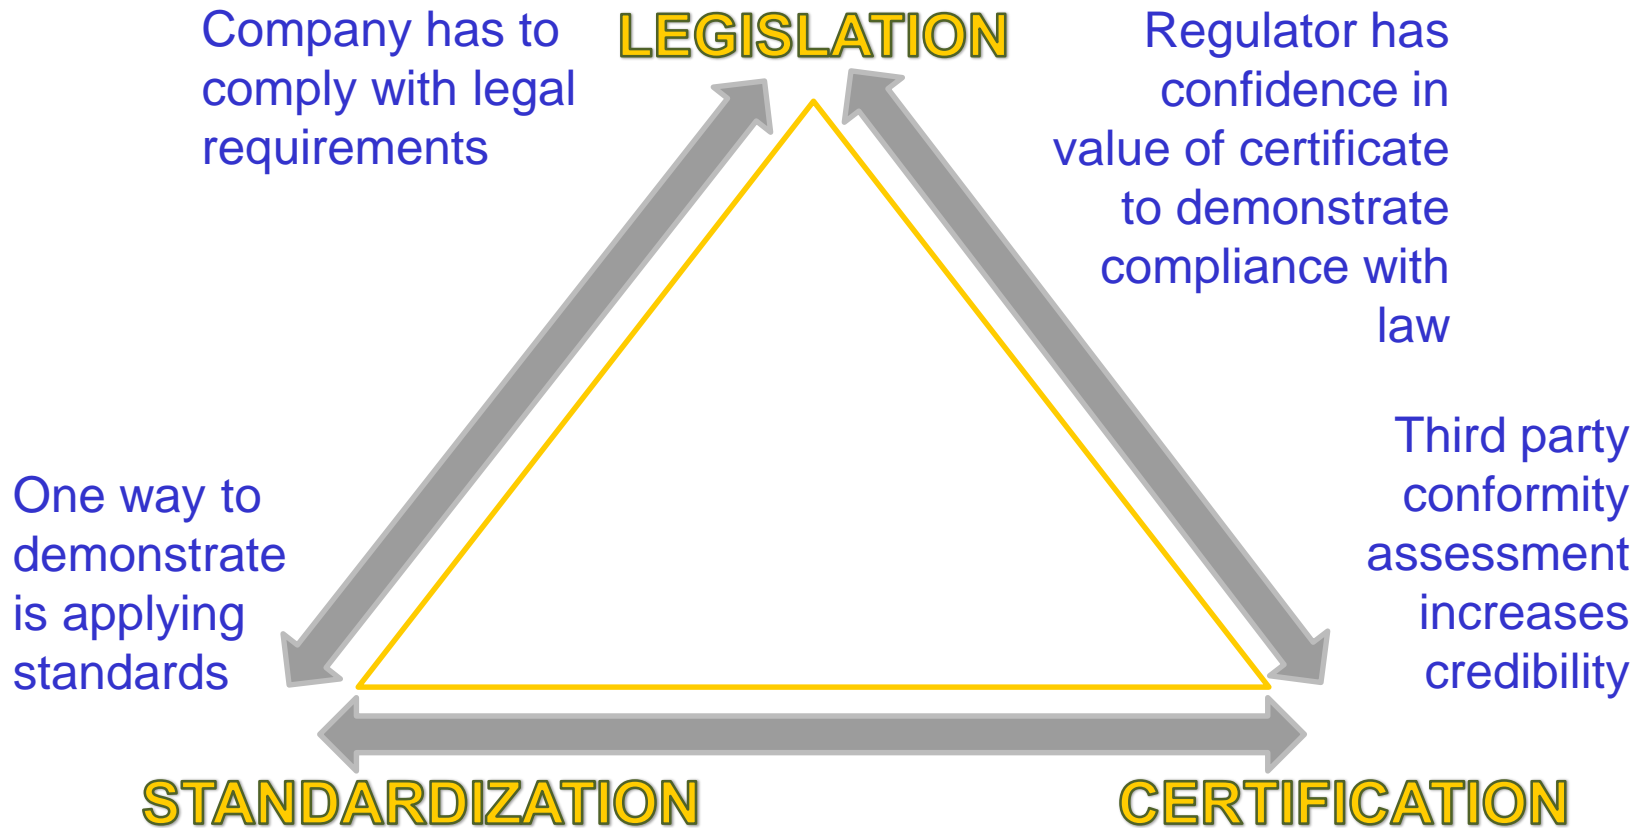 Company has to
comply with legal
requirements
LEGISLATION
Regulator has
confidence in
value of certificate
to demonstrate
compliance with
law
One way to
demonstrate
is applying
standards
Third party
conformity
assessment
increases
credibility
STANDARDIZATION
CERTIFICATION